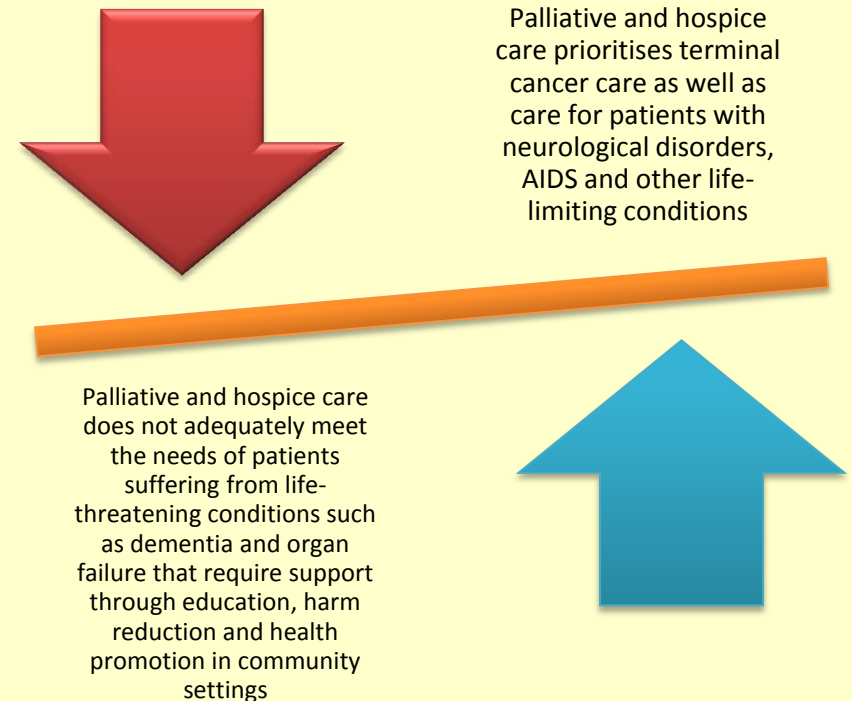 Palliative and hospice
care prioritises terminal
cancer care as well as
care for patients with
neurological disorders,
AIDS and other life-
limiting conditions
Palliative and hospice care
does not adequately meet
the needs of patients
suffering from life-
threatening conditions such
as dementia and organ
failure that require support
through education, harm
reduction and health
promotion in community
settings